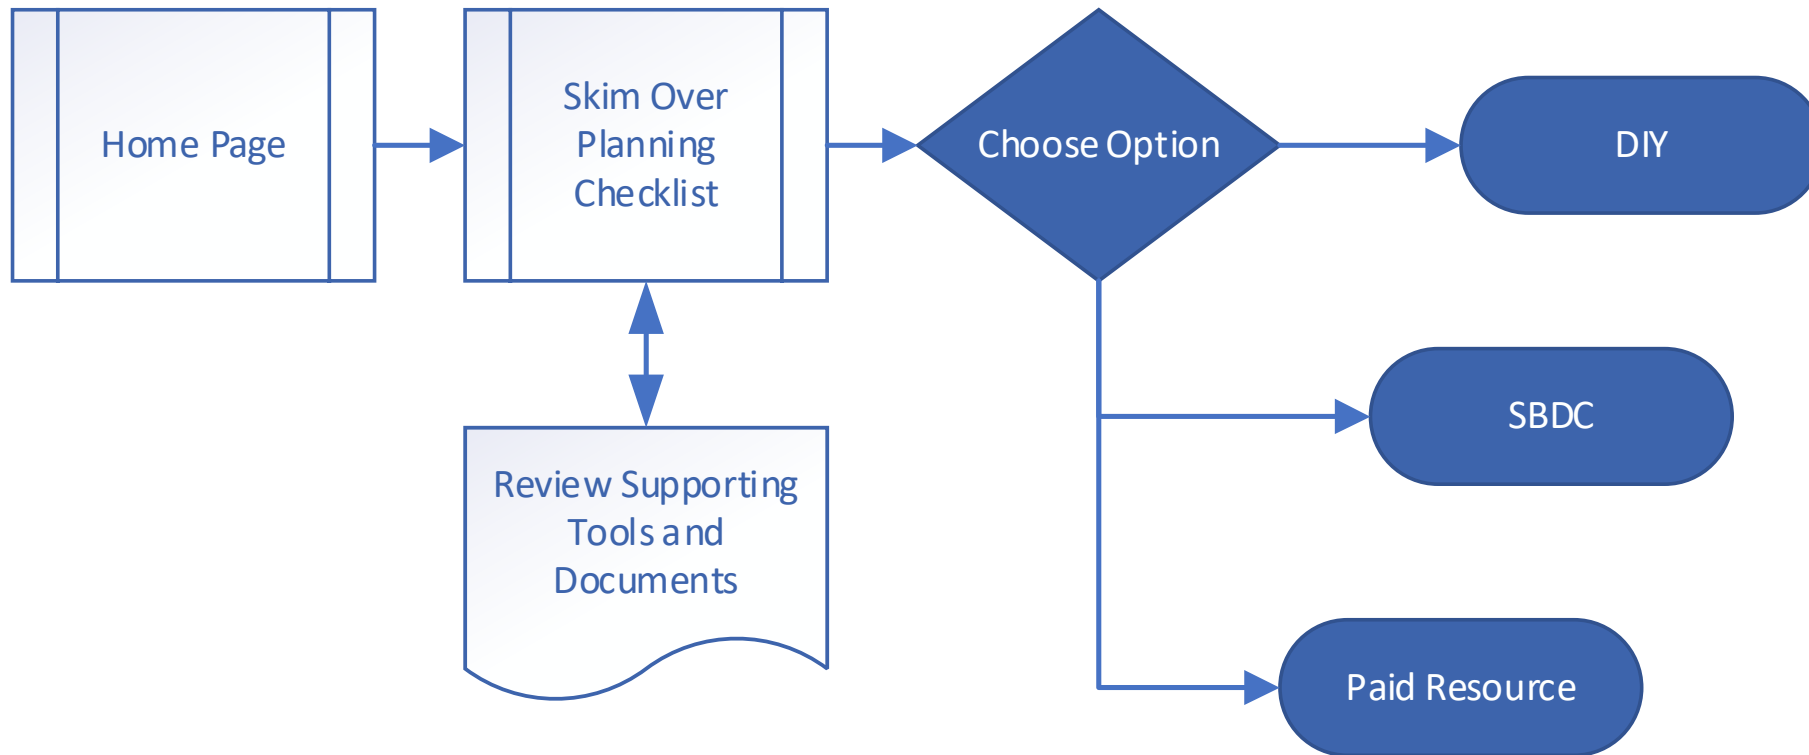 Home Page
Skim Over
Planning
Checklist
Choose Option
DIY
Review Supporting
Tools and
Documents
SBDC
Paid Resource